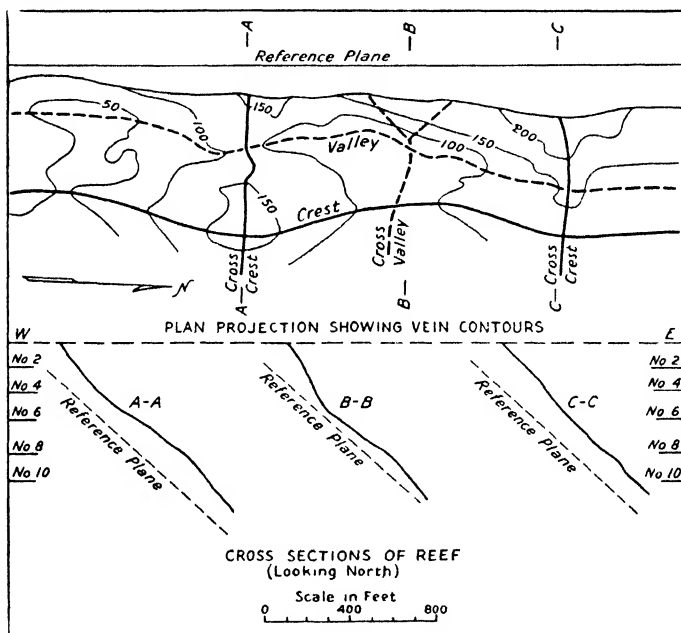 —A
—B
—C
Reference Plane
50
100
150
Valley
100
150
200
150
Crest
Cross Crest
Cross Valley
Cross Crest
N
A—
B—
C—
PLAN PROJECTION SHOWING VEIN CONTOURS
W
E
No 2
No 4
No 6
No 8
No 10
A-A
Reference Plane
B-B
Reference Plane
C-C
Reference Plane
No 2
No 4
No 6
No 8
No 10
CROSS SECTIONS OF REEF
(Looking North)
Scale in Feet
0 400 800